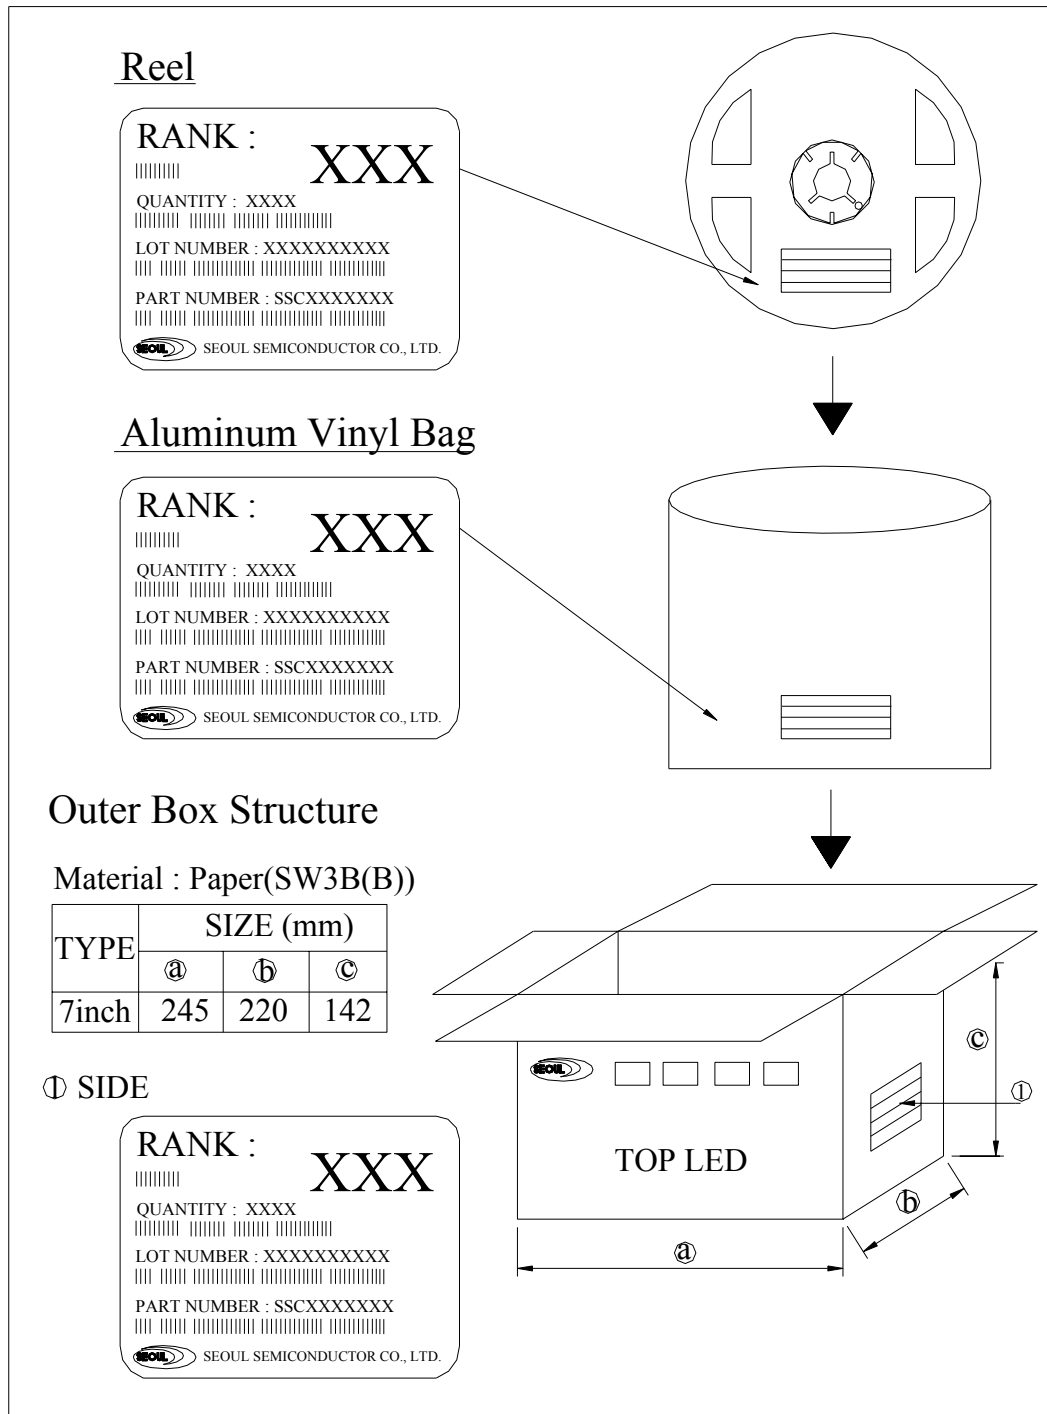 Reel
RANK :
XXX
QUANTITY : XXXX
LOT NUMBER : XXXXXXXXXX
PART NUMBER : SSCXXXXXXX
SEOUL SEOUL SEMICONDUCTOR CO., LTD.
Aluminum Vinyl Bag
RANK :
XXX
QUANTITY : XXXX
LOT NUMBER : XXXXXXXXXX
PART NUMBER : SSCXXXXXXX
SEOUL SEOUL SEMICONDUCTOR CO., LTD.
Outer Box Structure
Material : Paper(SW3B(B))
TYPE SIZE (mm)
ⓐ ⓑ ⓒ
7inch 245 220 142
① SIDE
RANK :
XXX
QUANTITY : XXXX
LOT NUMBER : XXXXXXXXXX
PART NUMBER : SSCXXXXXXX
SEOUL SEOUL SEMICONDUCTOR CO., LTD.
SEOUL
TOP LED
ⓒ
①
ⓑ
ⓐ